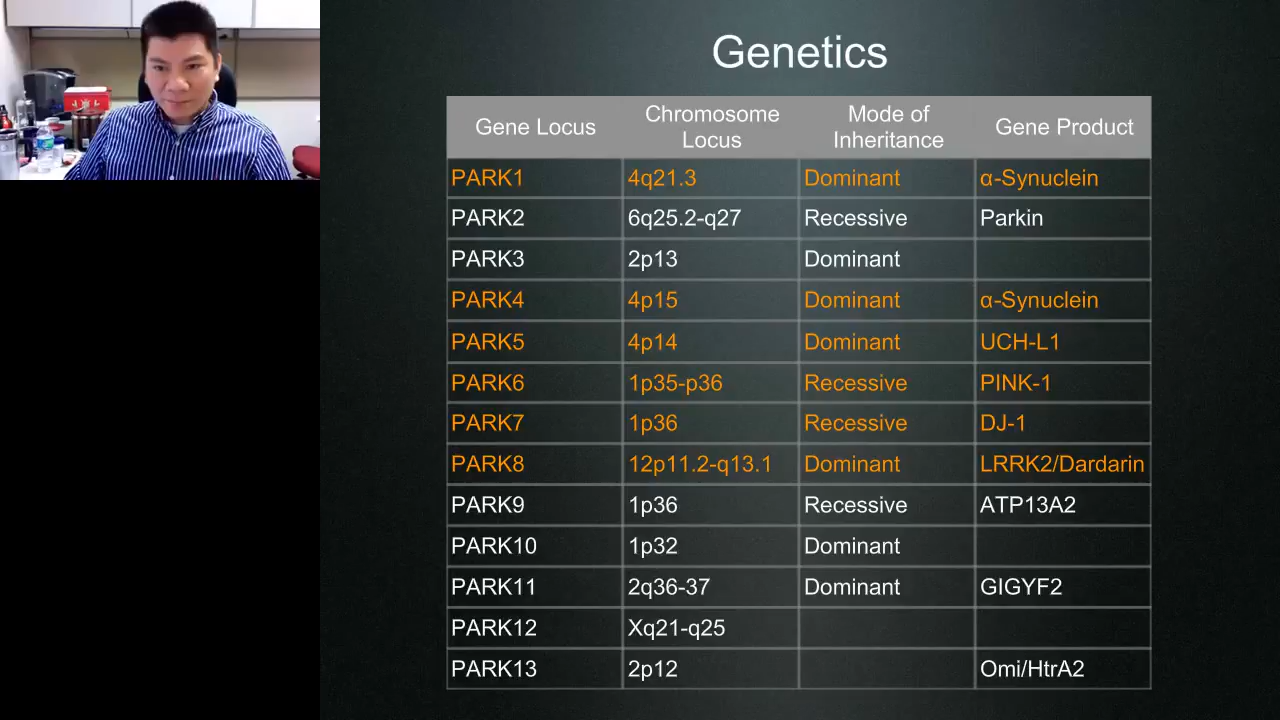 Genetics
Gene Locus Chromosome Locus Mode of Inheritance Gene Product
PARK1 4q21.3 Dominant α-Synuclein
PARK2 6q25.2-q27 Recessive Parkin
PARK3 2p13 Dominant
PARK4 4p15 Dominant α-Synuclein
PARK5 4p14 Dominant UCH-L1
PARK6 1p35-p36 Recessive PINK-1
PARK7 1p36 Recessive DJ-1
PARK8 12p11.2-q13.1 Dominant LRRK2/Dardarin
PARK9 1p36 Recessive ATP13A2
PARK10 1p32 Dominant
PARK11 2q36-37 Dominant GIGYF2
PARK12 Xq21-q25
PARK13 2p12 Omi/HtrA2